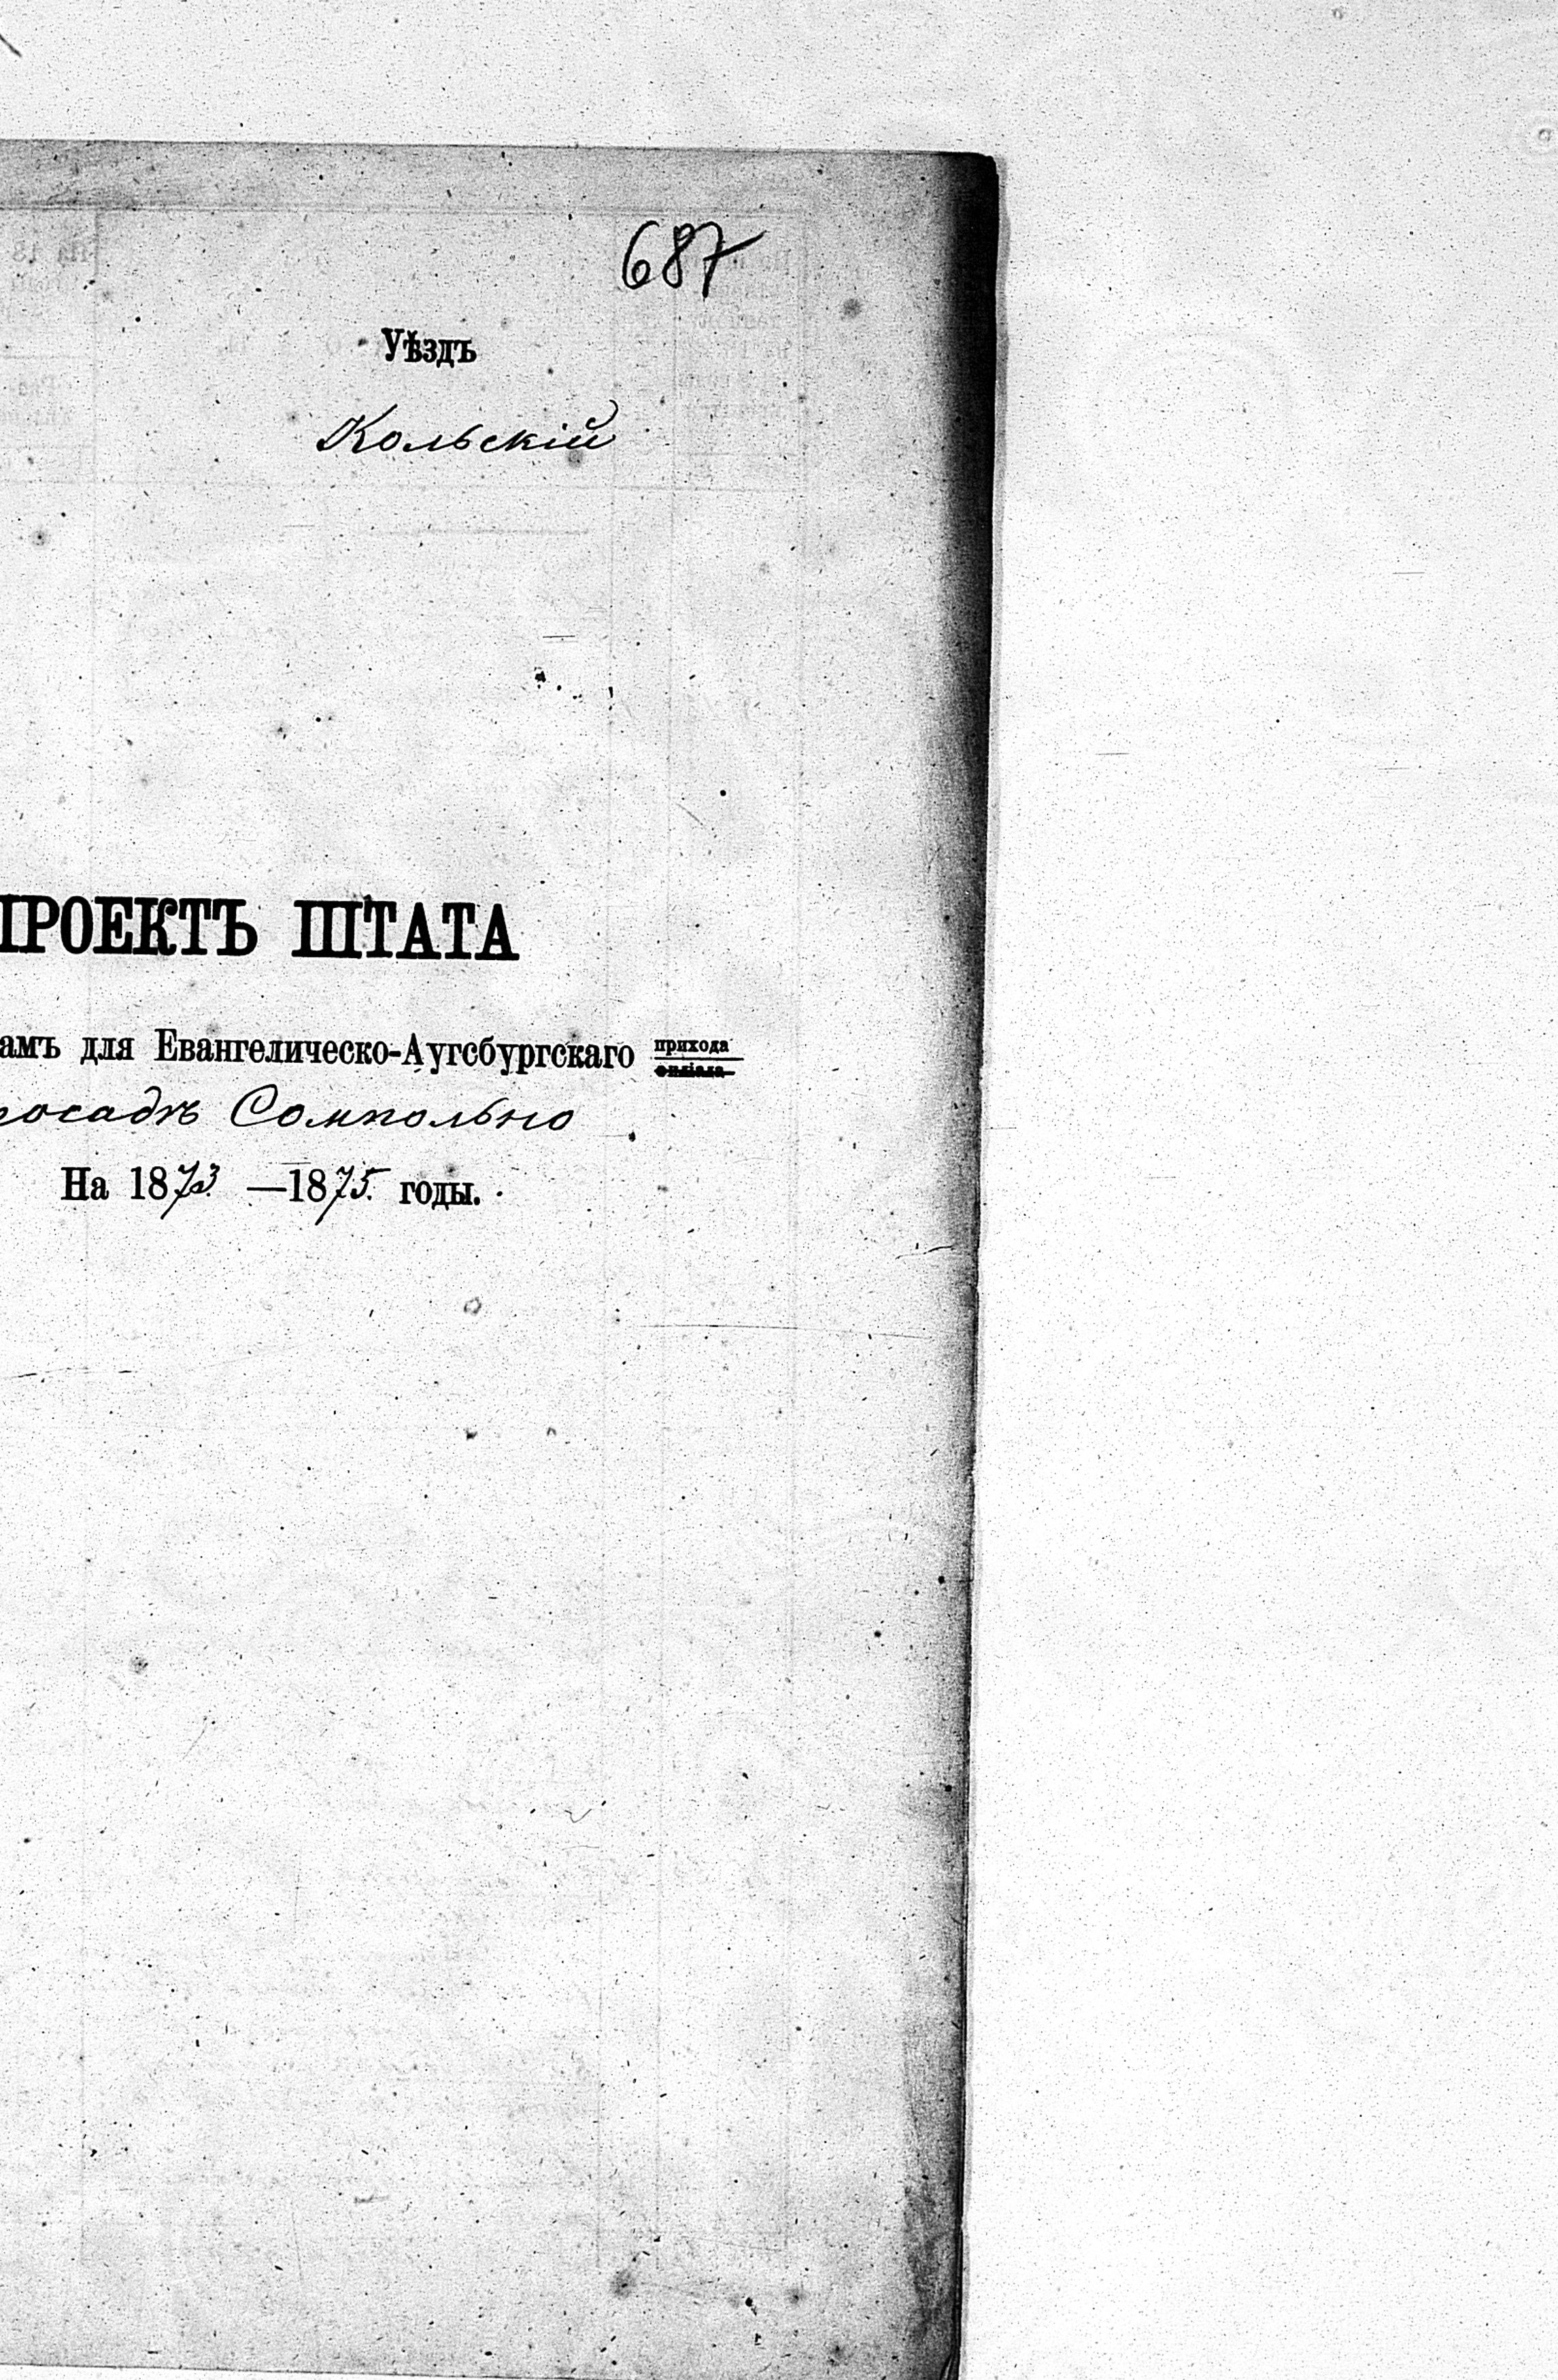 687
Уѣздъ
Кольскій
ПРОЕКТЪ ШТАТА
амъ для Евангелическо-Аугсбургскаго прихода
филіала
посадѣ Сомпольно
На 1873 —1875 годы.